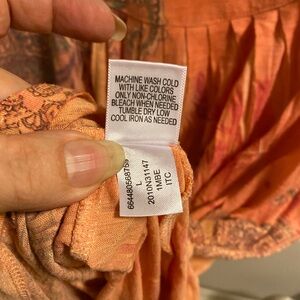 MACHINE WASH COLD
WITH LIKE COLORS
ONLY NON-CHLORINE
BLEACH WHEN NEEDED
TUMBLE DRY LOW
COOL IRON AS NEEDED
L
2010N31147
1MBE
ITC